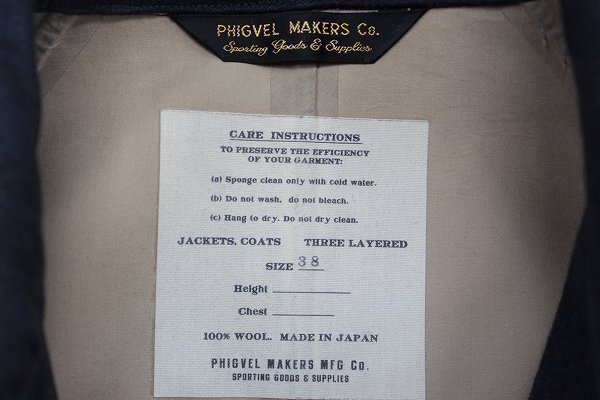 PHIGVEL MAKERS Co.
Sporting Goods & Supplies
CARE INSTRUCTIONS
TO PRESERVE THE EFFICIENCY
OF YOUR GARMENT:
(a) Sponge clean only with cold water.
(b) Do not wash, do not bleach.
(c) Hang to dry. Do not dry clean.
JACKETS, COATS THREE LAYERED
SIZE 38
Height
Chest
100% WOOL. MADE IN JAPAN
PHIGVEL MAKERS MFG Co.
SPORTING GOODS & SUPPLIES